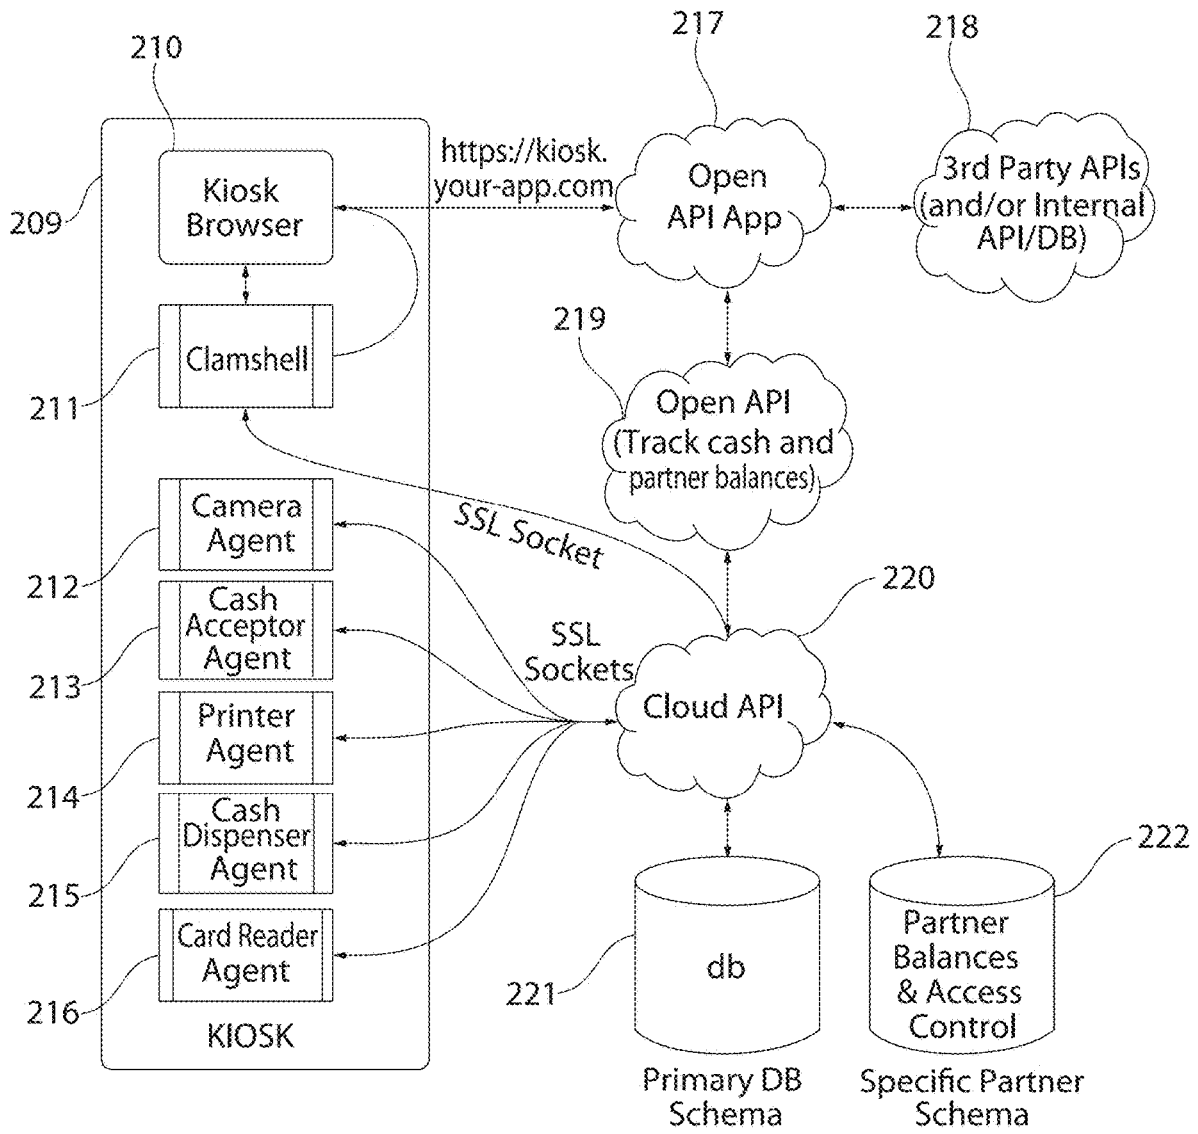 210
217
218
209
Kiosk
Browser
https://kiosk.
your-app.com
Open
API App
3rd Party APIs
(and/or Internal
API/DB)
211
Clamshell
219
Open API
(Track cash and
partner balances)
SSL Socket
212
Camera
Agent
213
Cash
Acceptor
Agent
214
Printer
Agent
215
Cash
Dispenser
Agent
216
Card Reader
Agent
KIOSK
SSL
Sockets
220
Cloud API
221
db
Primary DB
Schema
222
Partner
Balances
& Access
Control
Specific Partner
Schema